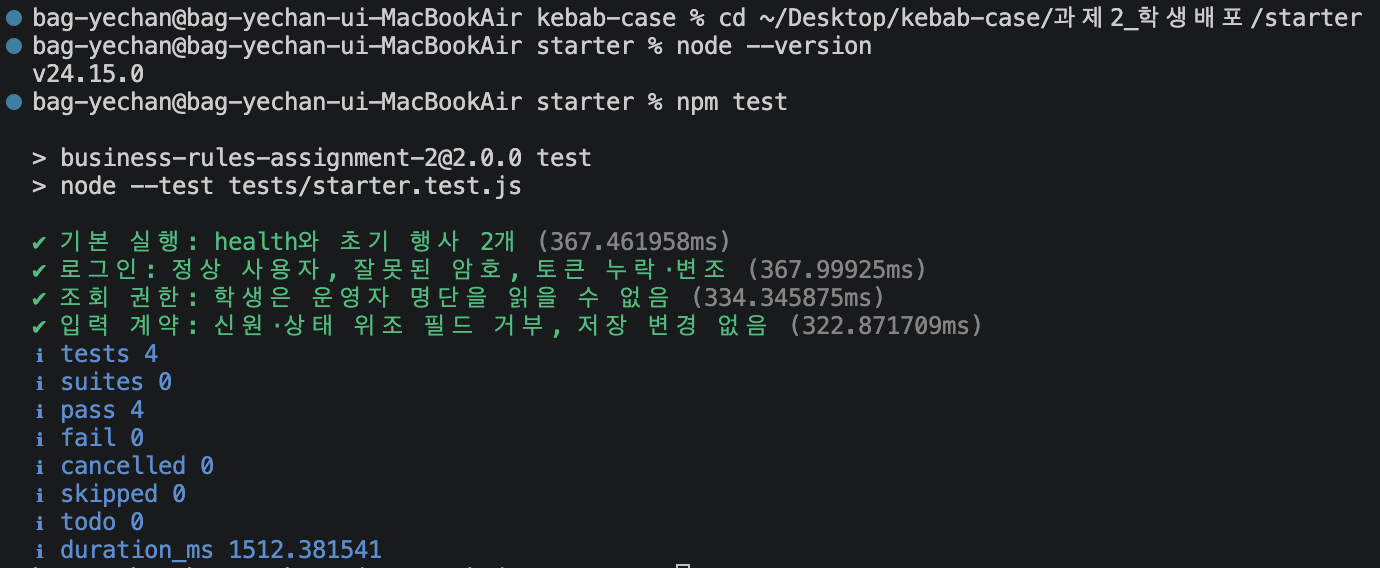 bag-yechan@bag-yechan-ui-MacBookAir kebab-case % cd ~/Desktop/kebab-case/과제2_학생배포/starter
bag-yechan@bag-yechan-ui-MacBookAir starter % node --version
v24.15.0
bag-yechan@bag-yechan-ui-MacBookAir starter % npm test
> business-rules-assignment-2@2.0.0 test
> node --test tests/starter.test.js
✔ 기본 실행: health와 초기 행사 2개 (367.461958ms)
✔ 로그인: 정상 사용자, 잘못된 암호, 토큰 누락·변조 (367.99925ms)
✔ 조회 권한: 학생은 운영자 명단을 읽을 수 없음 (334.345875ms)
✔ 입력 계약: 신원·상태 위조 필드 거부, 저장 변경 없음 (322.871709ms)
ℹ tests 4
ℹ suites 0
ℹ pass 4
ℹ fail 0
ℹ cancelled 0
ℹ skipped 0
ℹ todo 0
ℹ duration_ms 1512.381541